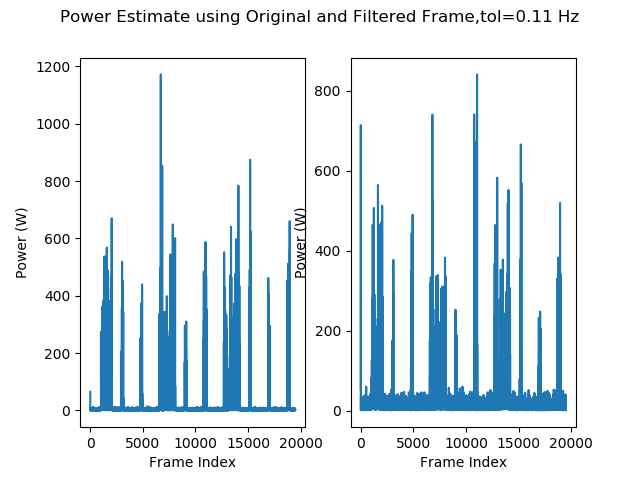 Power Estimate using Original and Filtered Frame,tol=0.11 Hz
1200
1000
800
600
400
200
0
Power (W)
0 5000 10000 15000 20000
Frame Index
800
600
400
200
0
Power (W)
0 5000 10000 15000 20000
Frame Index